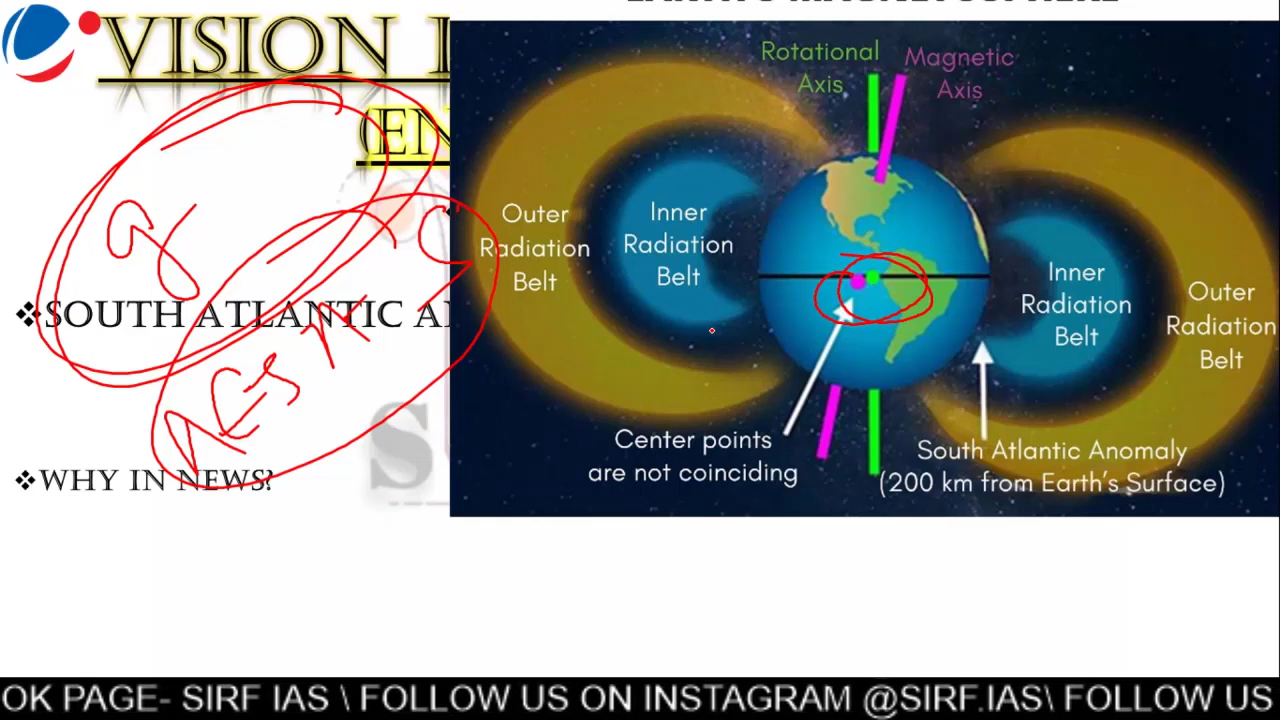 VISION I
(EN
❖SOUTH ATLANTIC A
❖WHY IN NEWS?
S
Rotational
Axis
Magnetic
Axis
Outer
Radiation
Belt
Inner
Radiation
Belt
Inner
Radiation
Belt
Outer
Radiation
Belt
Center points
are not coinciding
South Atlantic Anomaly
(200 km from Earth's Surface)
OK PAGE- SIRF IAS \ FOLLOW US ON INSTAGRAM @SIRF.IAS\ FOLLOW US